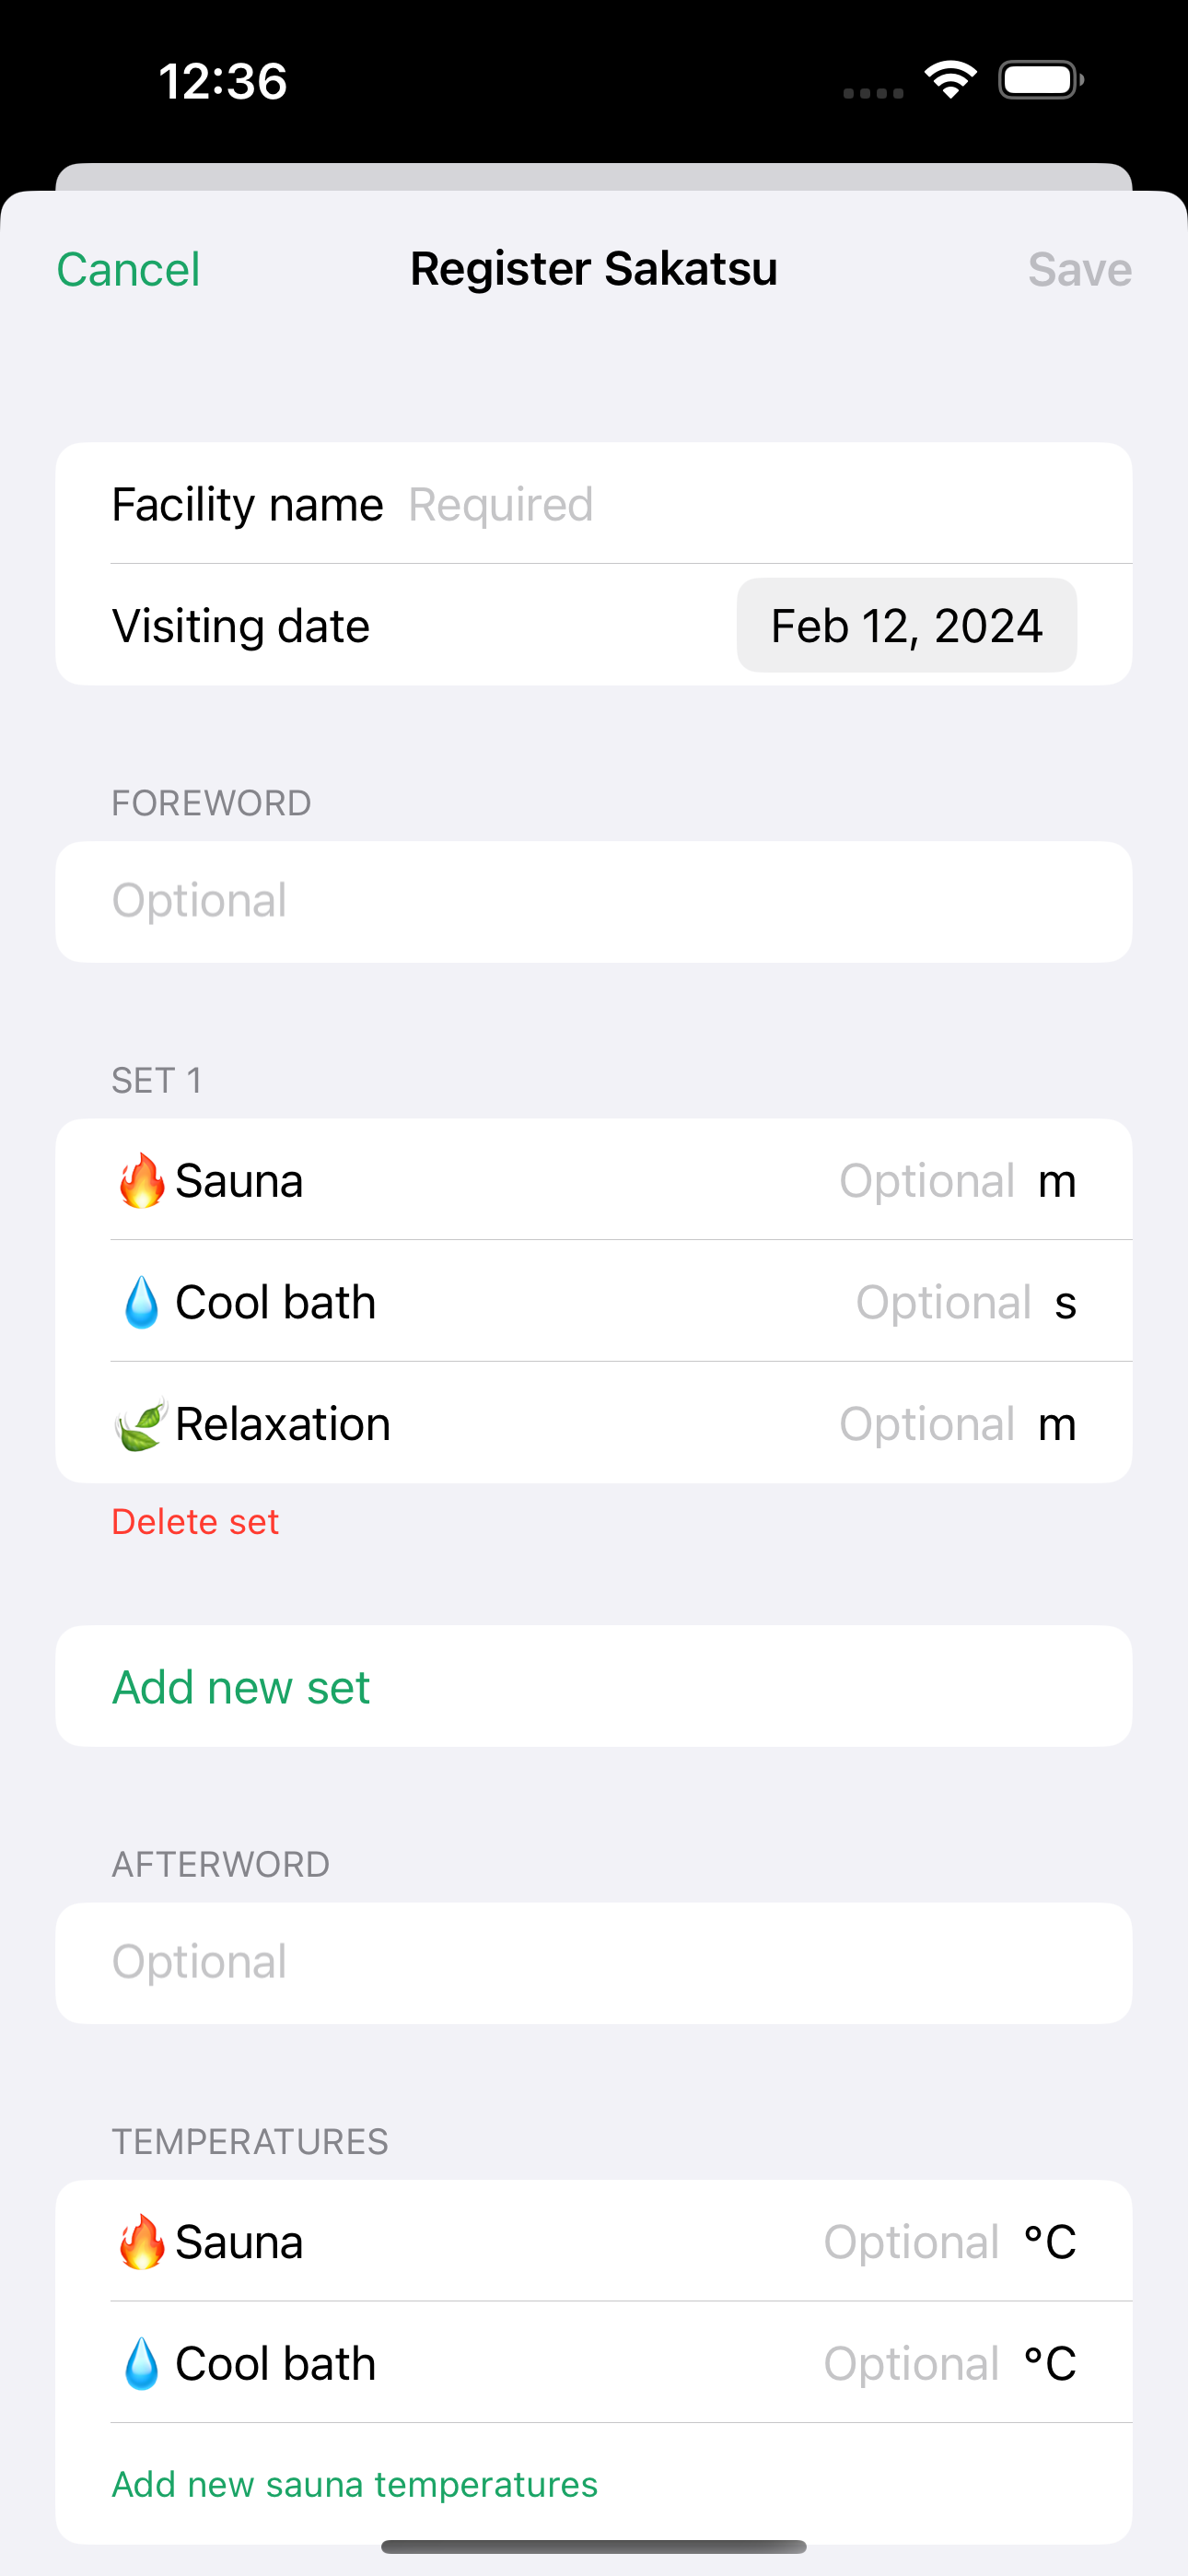 12:36
Cancel Register Sakatsu Save
Facility name Required
Visiting date Feb 12, 2024
FOREWORD
Optional
SET 1
🔥Sauna Optional m
💧Cool bath Optional s
🍃Relaxation Optional m
Delete set
Add new set
AFTERWORD
Optional
TEMPERATURES
🔥Sauna Optional °C
💧Cool bath Optional °C
Add new sauna temperatures